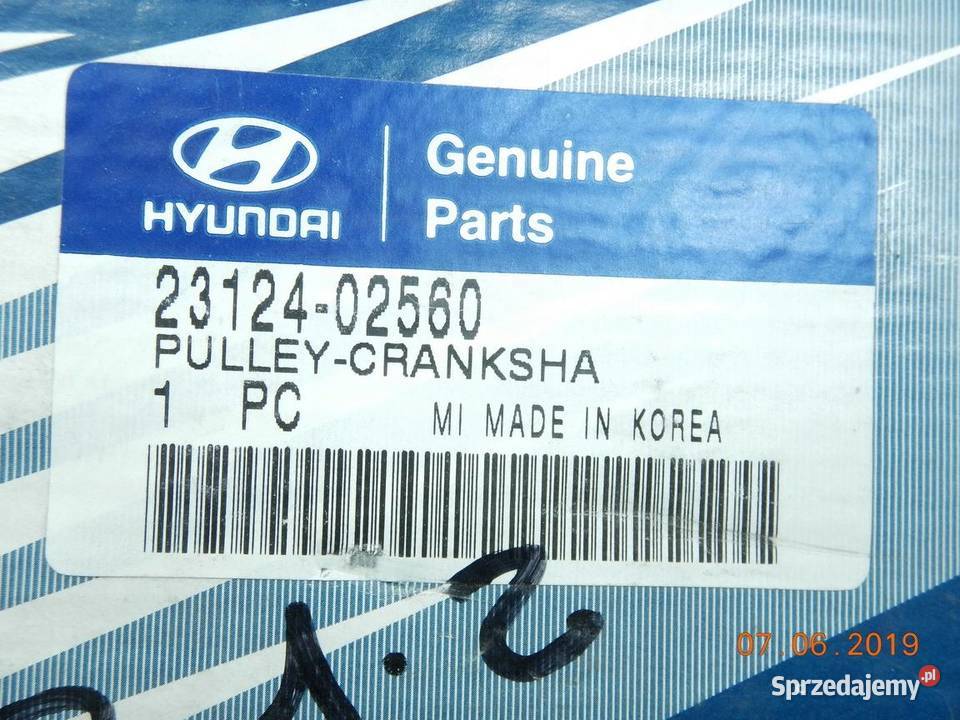 HYUNDAI
Genuine
Parts
23124-02560
PULLEY-CRANKSHA
1 PC MI MADE IN KOREA
07.06.2019
Sprzedajemy.pl